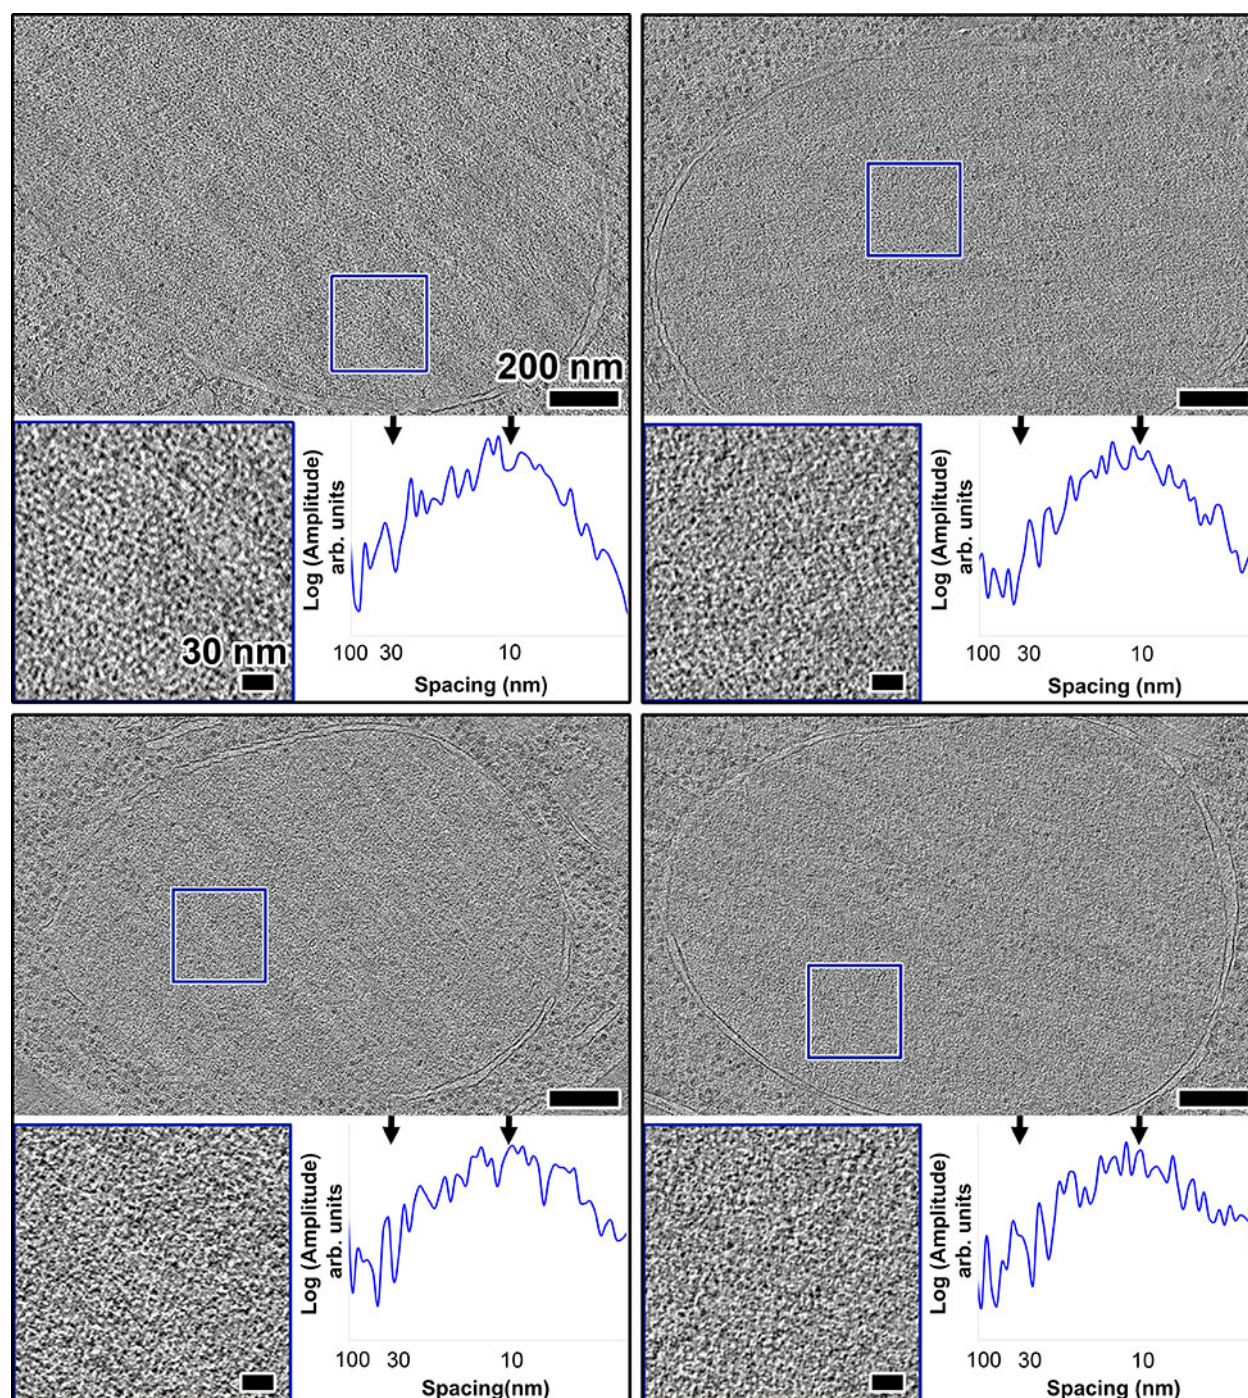 200 nm
30 nm
Log (Amplitude)
arb. units
100 30 10
Spacing (nm)
Log (Amplitude)
arb. units
100 30 10
Spacing (nm)
Log (Amplitude)
arb. units
100 30 10
Spacing(nm)
Log (Amplitude)
arb. units
100 30 10
Spacing (nm)